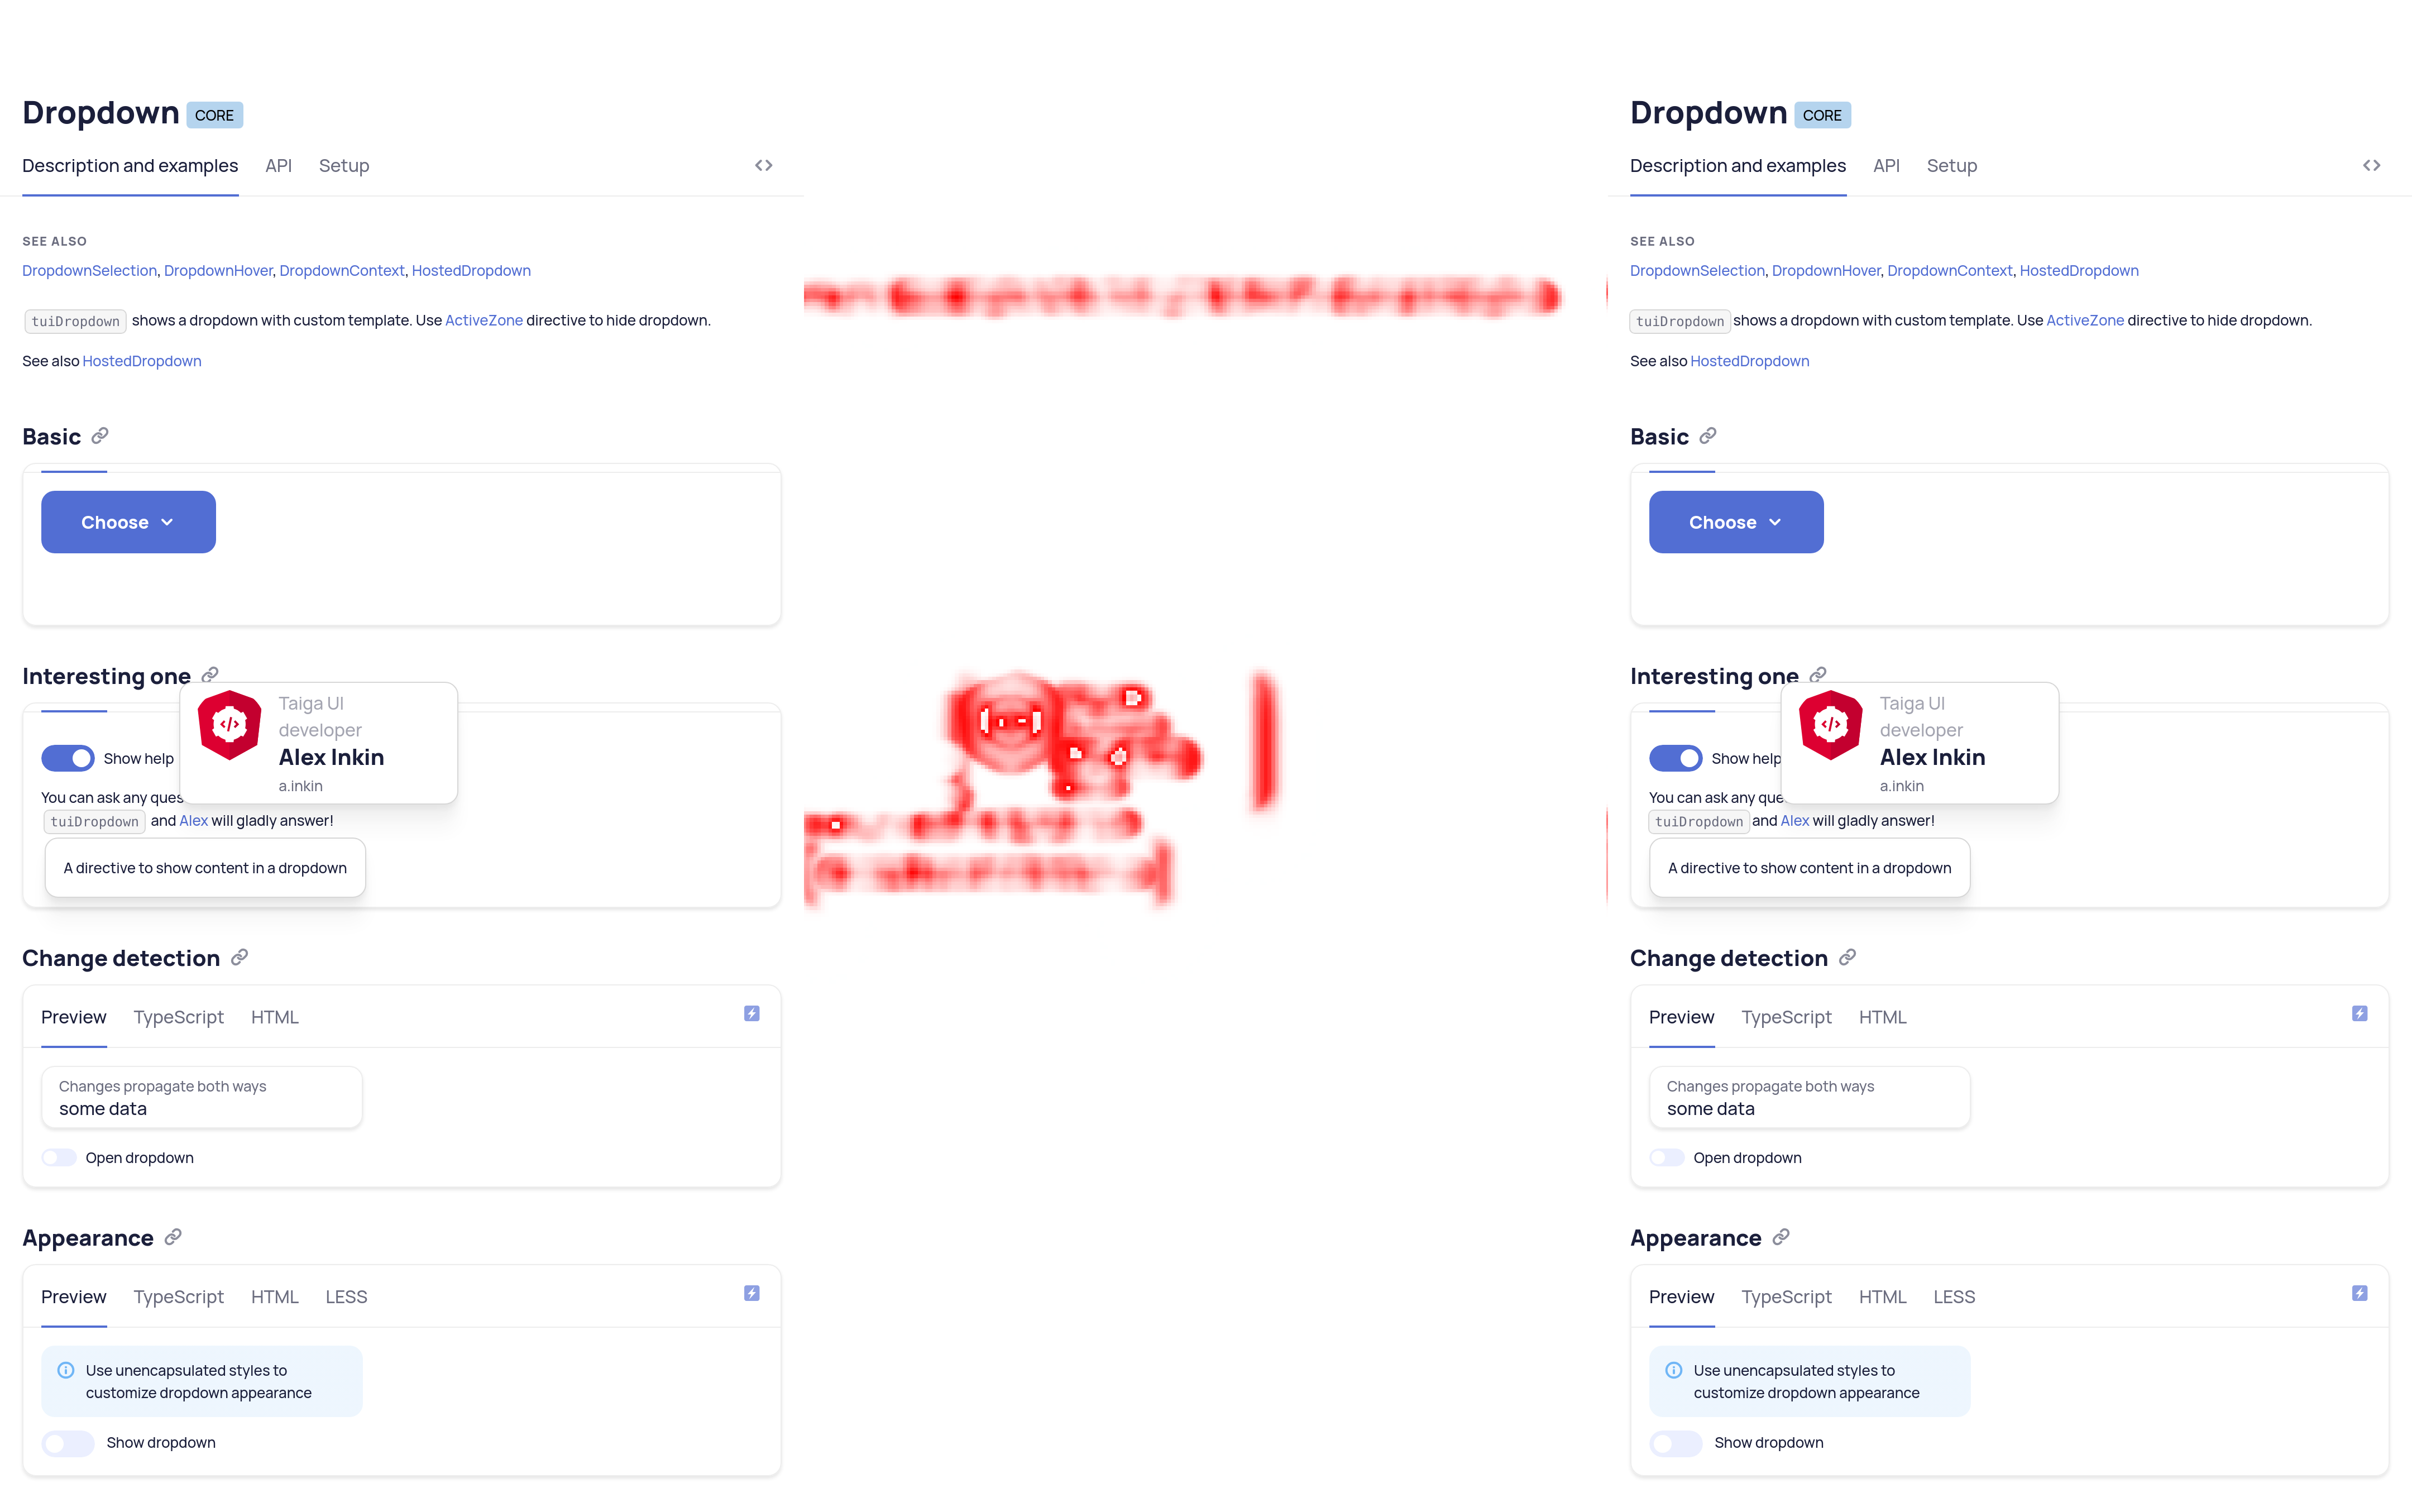 Dropdown CORE
Description and examples API Setup
SEE ALSO
DropdownSelection, DropdownHover, DropdownContext, HostedDropdown
tuiDropdown shows a dropdown with custom template. Use ActiveZone directive to hide dropdown.
See also HostedDropdown
Basic
Choose
Interesting one
Taiga UI
developer
Show help
Alex Inkin
a.inkin
You can ask any ques
tuiDropdown and Alex will gladly answer!
A directive to show content in a dropdown
Change detection
Preview TypeScript HTML
Changes propagate both ways
some data
Open dropdown
Appearance
Preview TypeScript HTML LESS
Use unencapsulated styles to
customize dropdown appearance
Show dropdown
Dropdown CORE
Description and examples API Setup
SEE ALSO
DropdownSelection, DropdownHover, DropdownContext, HostedDropdown
tuiDropdown shows a dropdown with custom template. Use ActiveZone directive to hide dropdown.
See also HostedDropdown
Basic
Choose
Interesting one
Taiga UI
developer
Show help
Alex Inkin
a.inkin
You can ask any que
tuiDropdown and Alex will gladly answer!
A directive to show content in a dropdown
Change detection
Preview TypeScript HTML
Changes propagate both ways
some data
Open dropdown
Appearance
Preview TypeScript HTML LESS
Use unencapsulated styles to
customize dropdown appearance
Show dropdown